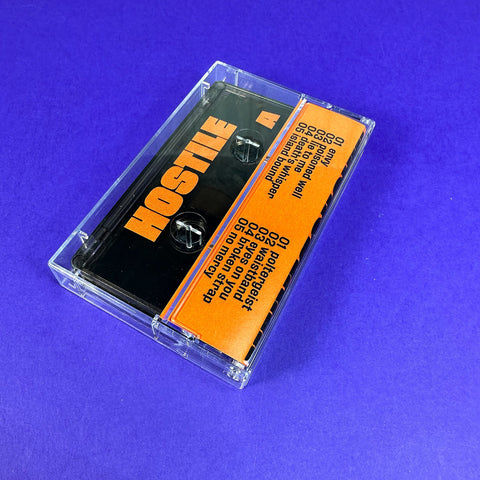 HOSTILE
A
01 envy
02 poisoned well
03 lie to me
04 death's whisper
05 island bound
01 poltergeist
02 waistband
03 eyes on you
04 broken strap
05 no mercy